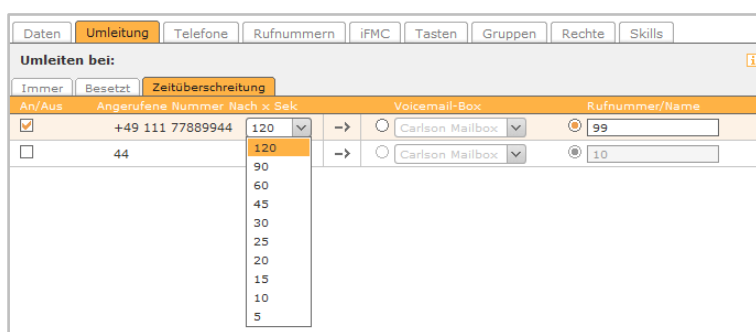 Daten Umleitung Telefone Rufnummern iFMC Tasten Gruppen Rechte Skills
Umleiten bei:
Immer Besetzt Zeitüberschreitung
An/Aus Angerufene Nummer Nach x Sek Voicemail-Box Rufnummer/Name
+49 111 77889944 120 –> Carlson Mailbox 99
44 –> Carlson Mailbox 10
120
90
60
45
30
25
20
15
10
5